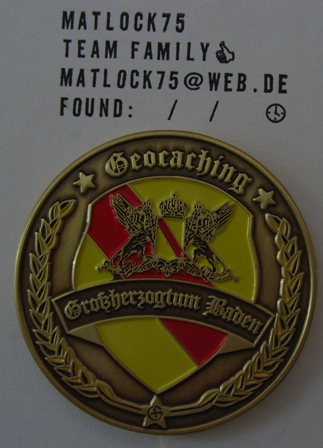 MATLOCK75
TEAM FAMILY
MATLOCK75@WEB.DE
FOUND: / /
Geocaching
Großherzogtum Baden